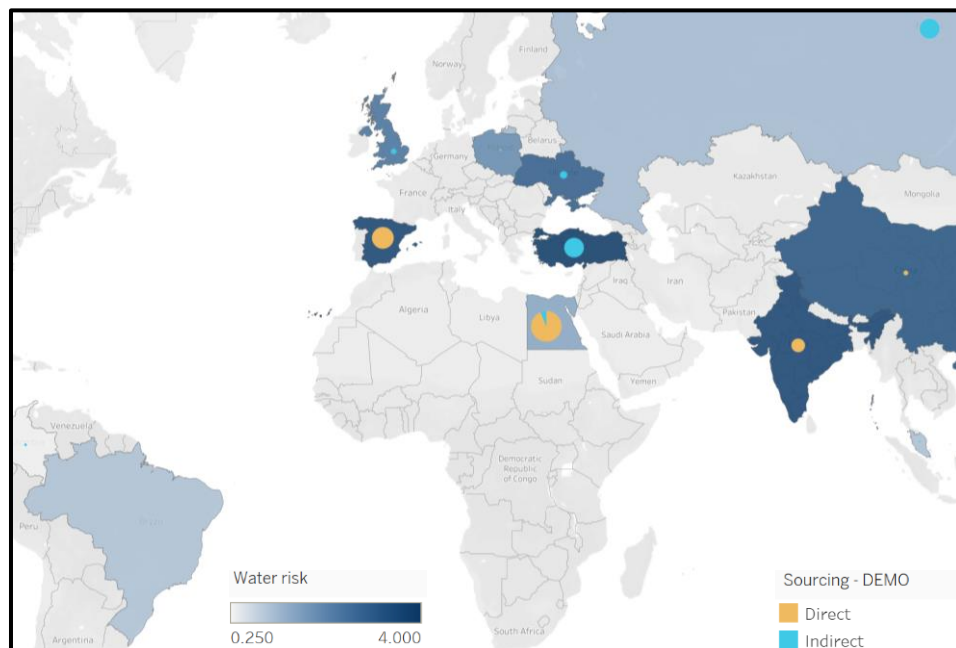 Finland
Norway
Belarus
Germany
Kazakhstan
Mongolia
France
Italy
Iraq
Iran
Algeria
Libya
Pakistan
Saudi Arabia
Sudan
Yemen
Venezuela
Democratic
Republic
of Congo
Brazil
Peru
Argentina
South Africa
Water risk
0.250 4.000
Sourcing - DEMO
Direct
Indirect